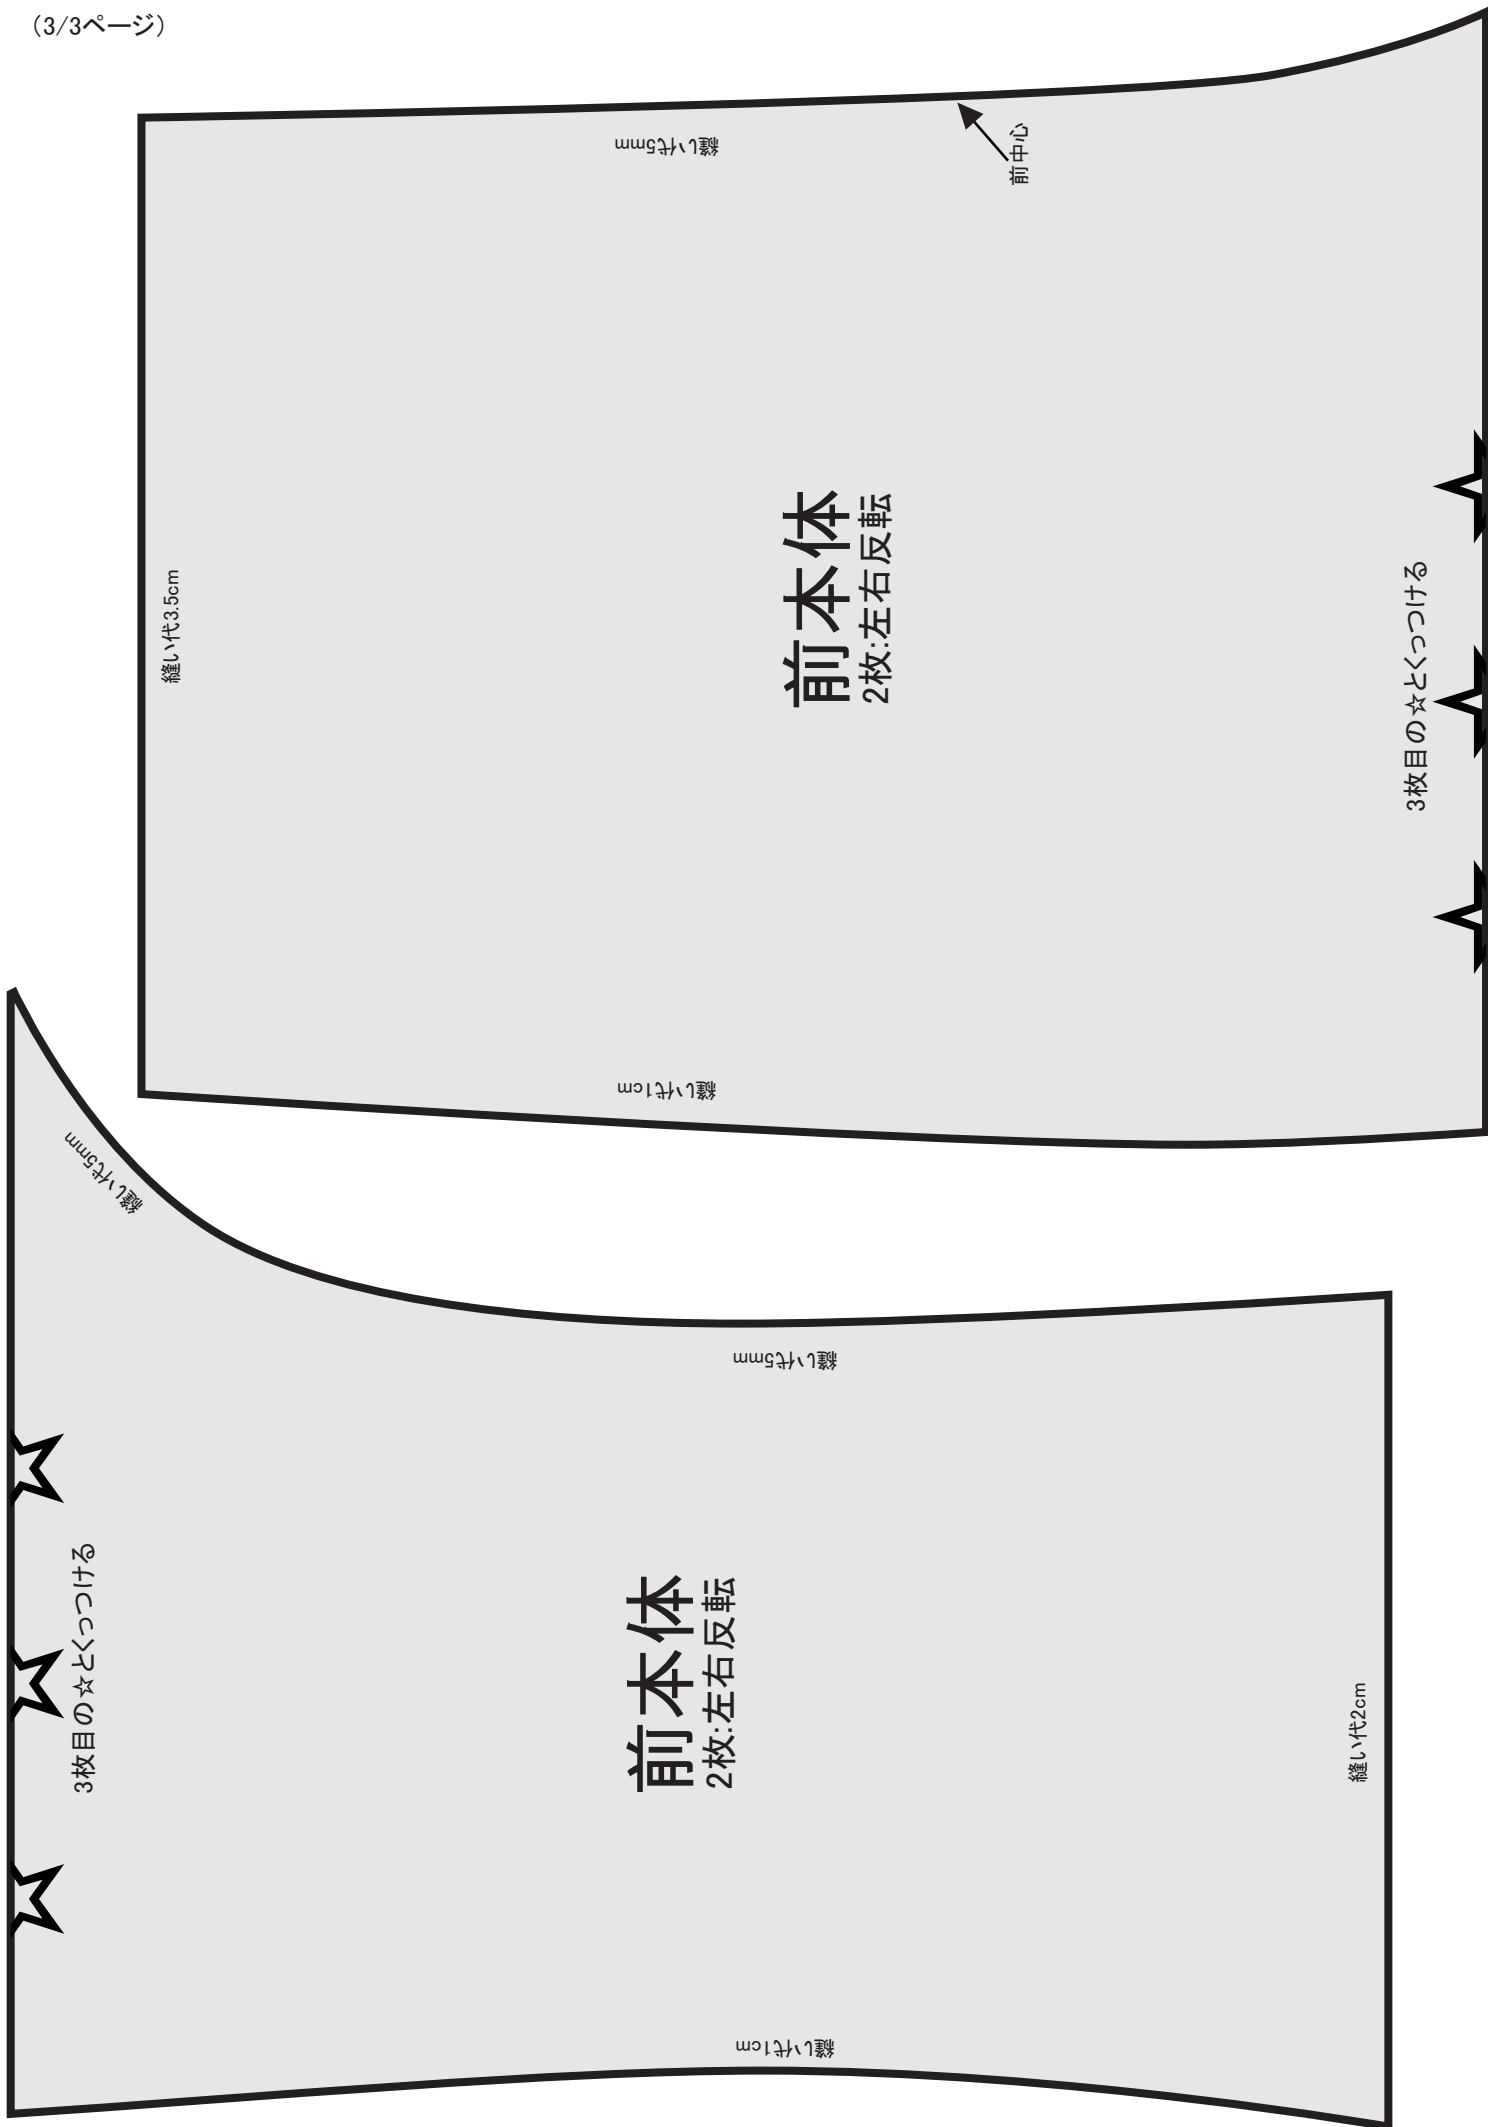 （3/3ページ）
縫い代5mm
前中心
縫い代3.5cm
前本体
2枚:左右反転
3枚目の☆とくっつける
縫い代1cm
縫い代5mm
縫い代5mm
3枚目の☆とくっつける
前本体
2枚:左右反転
縫い代2cm
縫い代1cm